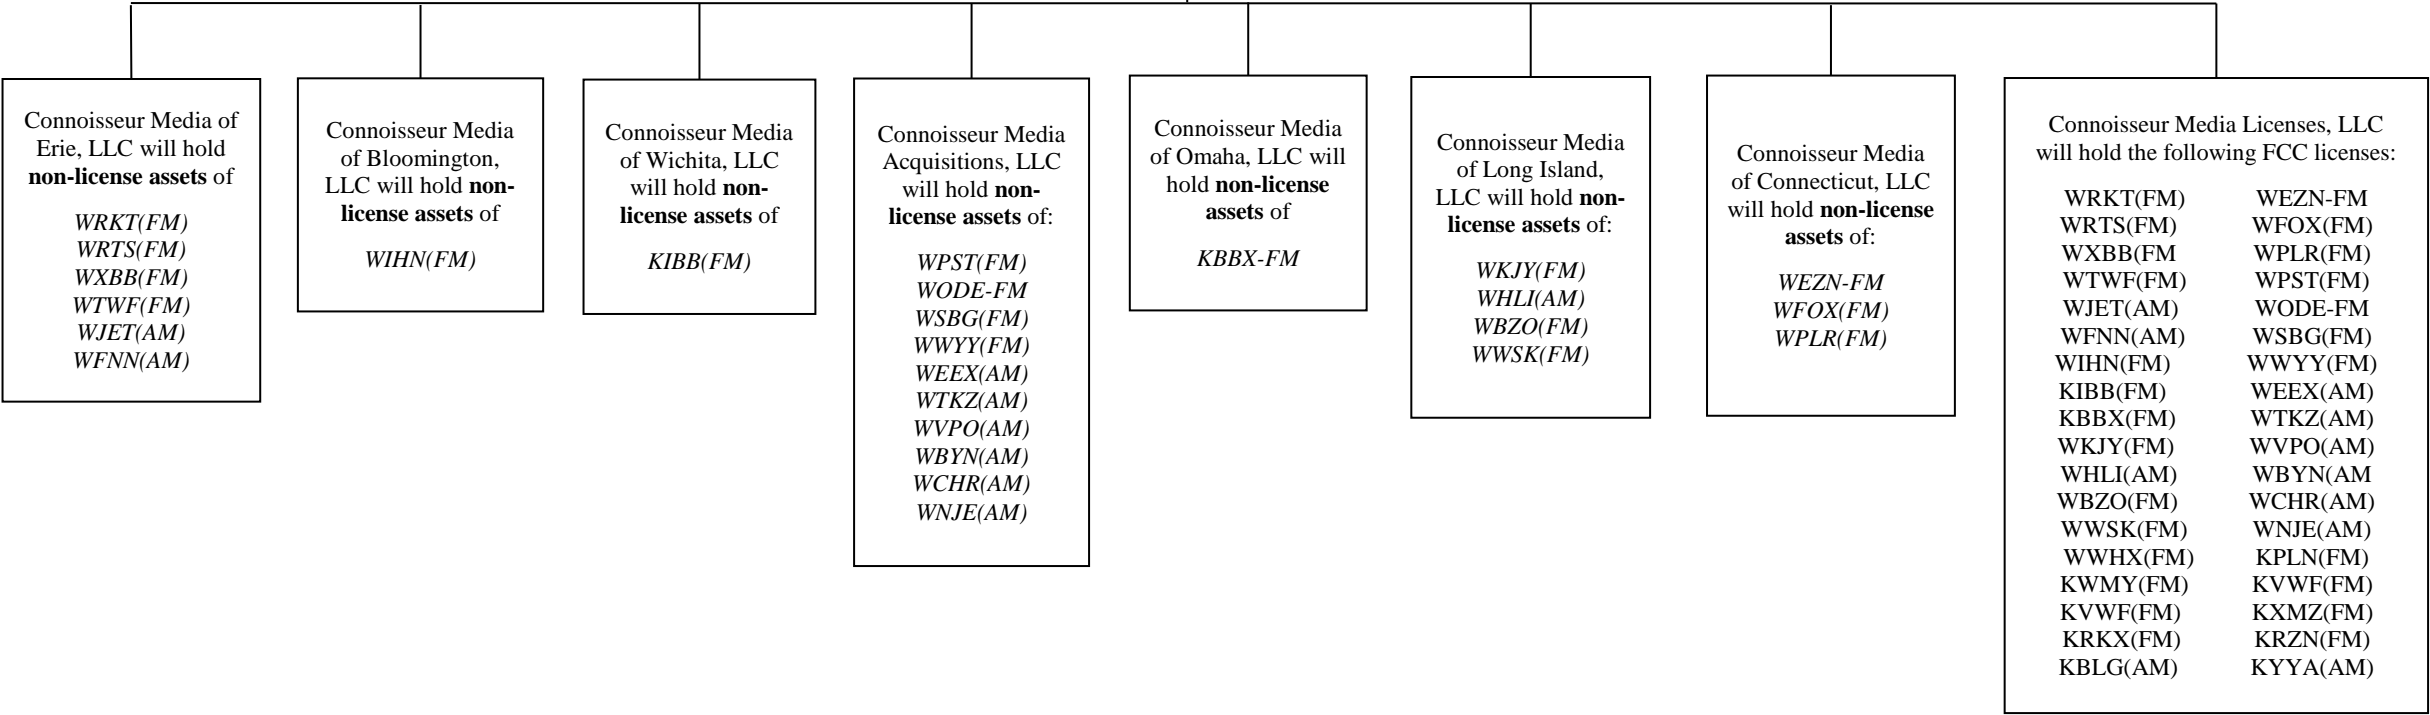 Connoisseur Media of
Erie, LLC will hold
non-license assets of
WRKT(FM)
WRTS(FM)
WXBB(FM)
WTWF(FM)
WJET(AM)
WFNN(AM)
Connoisseur Media
of Bloomington,
LLC will hold non-
license assets of
WIHN(FM)
Connoisseur Media
of Wichita, LLC
will hold non-
license assets of
KIBB(FM)
Connoisseur Media
Acquisitions, LLC
will hold non-
license assets of:
WPST(FM)
WODE-FM
WSBG(FM)
WWYY(FM)
WEEX(AM)
WTKZ(AM)
WVPO(AM)
WBYN(AM)
WCHR(AM)
WNJE(AM)
Connoisseur Media
of Omaha, LLC will
hold non-license
assets of
KBBX-FM
Connoisseur Media
of Long Island,
LLC will hold non-
license assets of:
WKJY(FM)
WHLI(AM)
WBZO(FM)
WWSK(FM)
Connoisseur Media
of Connecticut, LLC
will hold non-license
assets of:
WEZN-FM
WFOX(FM)
WPLR(FM)
Connoisseur Media Licenses, LLC
will hold the following FCC licenses:
WRKT(FM) WEZN-FM
WRTS(FM) WFOX(FM)
WXBB(FM WPLR(FM)
WTWF(FM) WPST(FM)
WJET(AM) WODE-FM
WFNN(AM) WSBG(FM)
WIHN(FM) WWYY(FM)
KIBB(FM) WEEX(AM)
KBBX(FM) WTKZ(AM)
WKJY(FM) WVPO(AM)
WHLI(AM) WBYN(AM
WBZO(FM) WCHR(AM)
WWSK(FM) WNJE(AM)
WWHX(FM) KPLN(FM)
KWMY(FM) KVWF(FM)
KVWF(FM) KXMZ(FM)
KRKX(FM) KRZN(FM)
KBLG(AM) KYYA(AM)